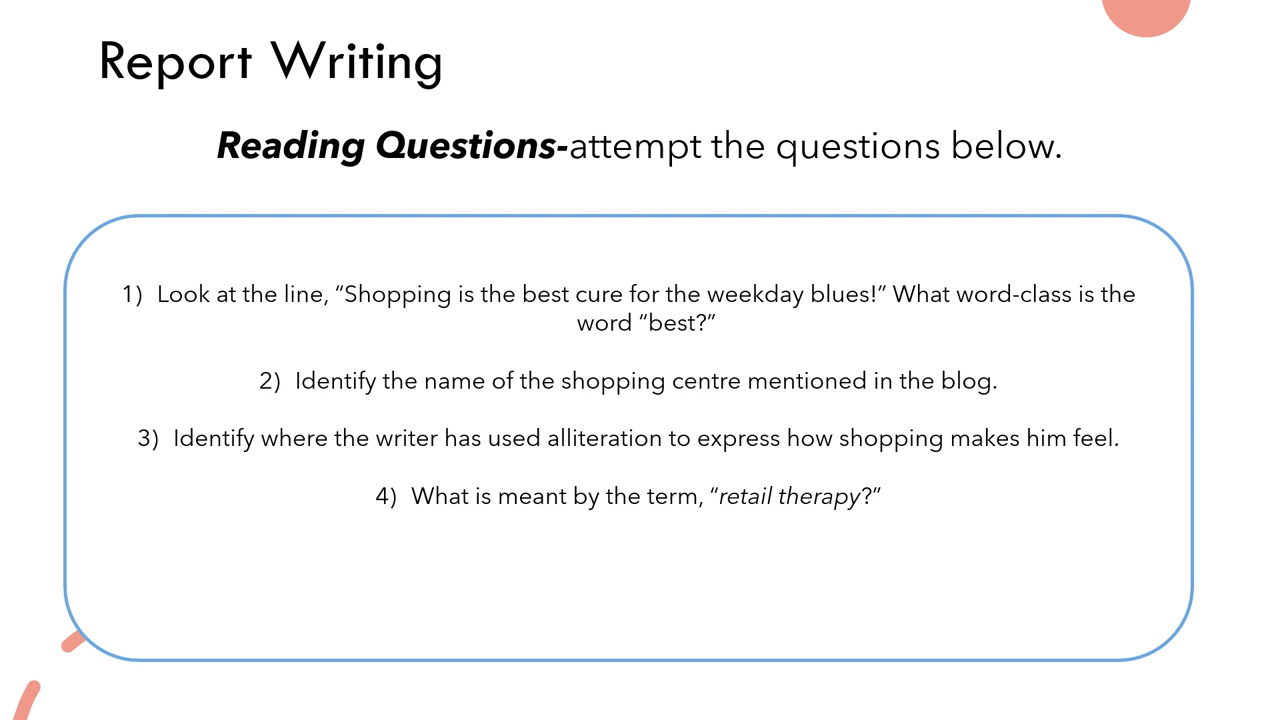 Report Writing
Reading Questions-attempt the questions below.
1) Look at the line, “Shopping is the best cure for the weekday blues!” What word-class is the
word “best?”
2) Identify the name of the shopping centre mentioned in the blog.
3) Identify where the writer has used alliteration to express how shopping makes him feel.
4) What is meant by the term, “retail therapy?”